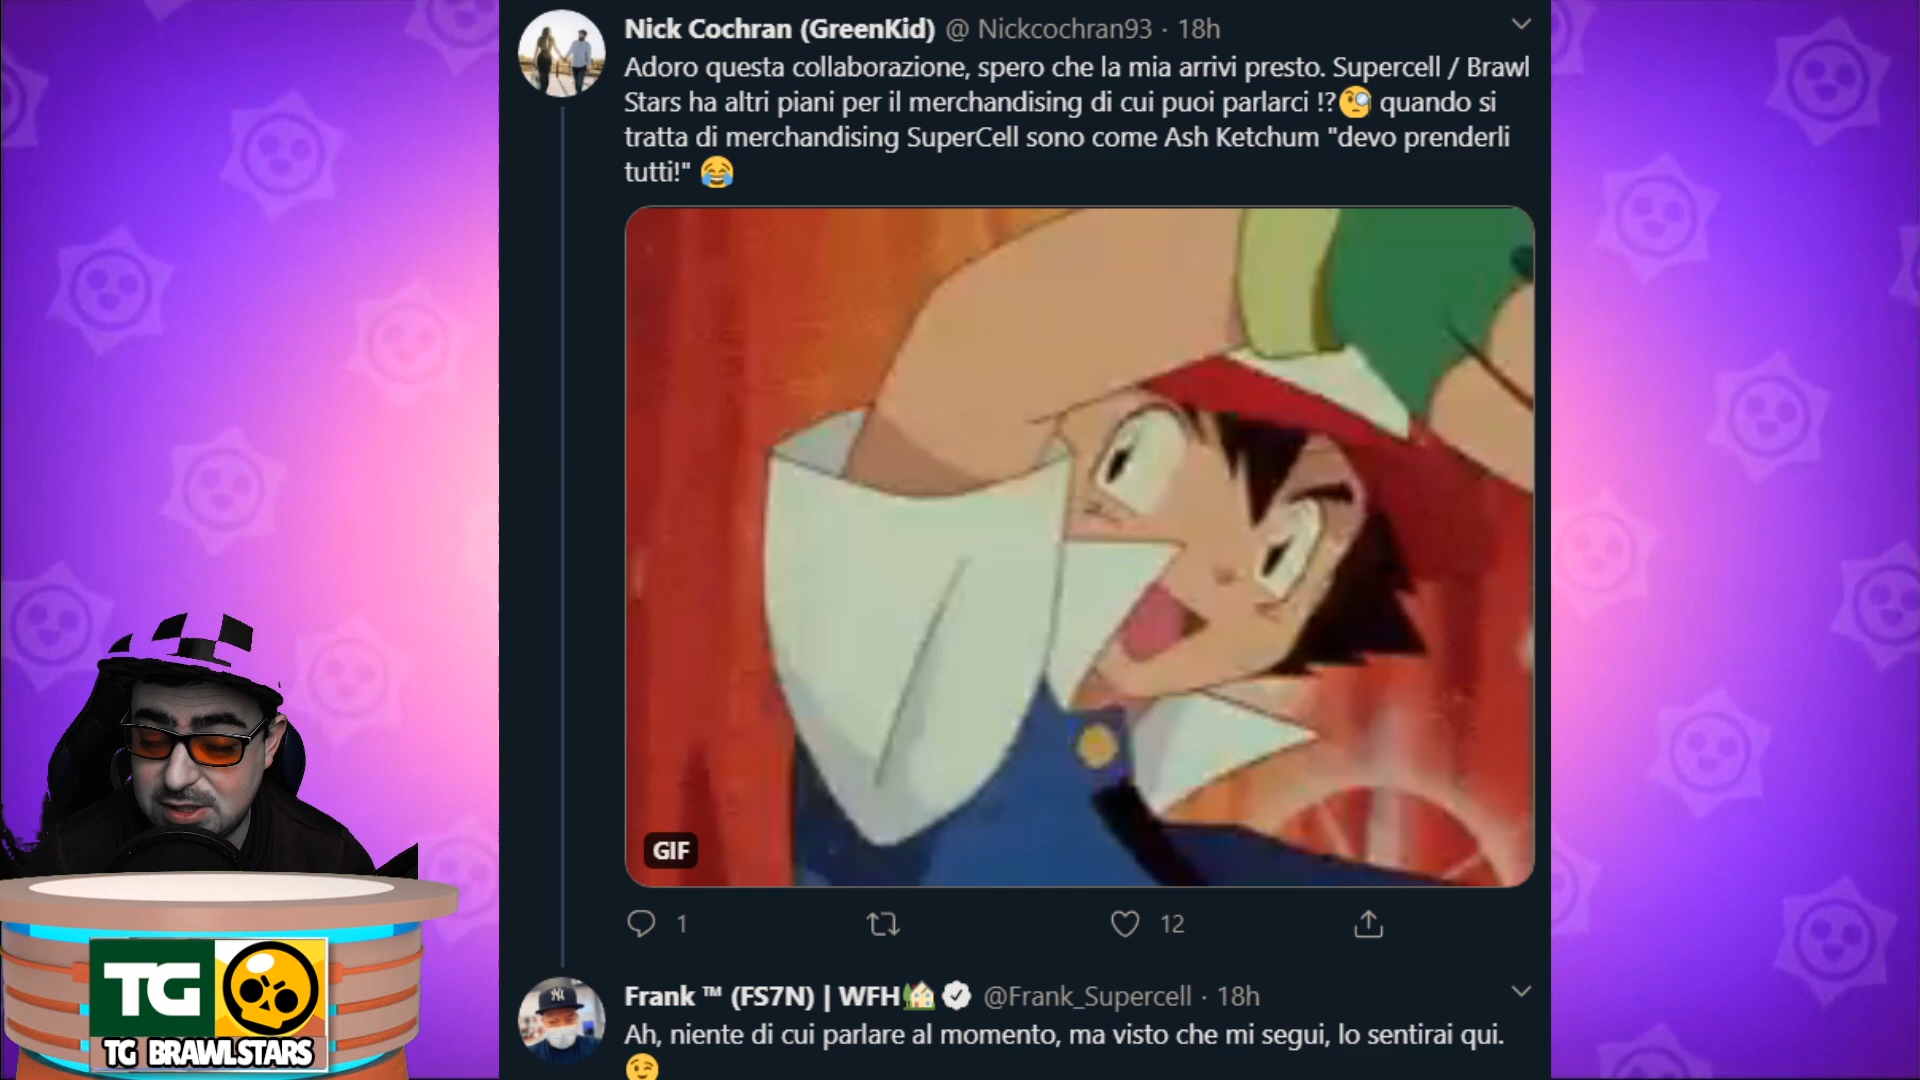 Nick Cochran (GreenKid) @ Nickcochran93 · 18h
Adoro questa collaborazione, spero che la mia arrivi presto. Supercell / Brawl
Stars ha altri piani per il merchandising di cui puoi parlarci !?🧐 quando si
tratta di merchandising SuperCell sono come Ash Ketchum "devo prenderli
tutti!" 😂
GIF
1 12
Frank ™ (FS7N) | WFH🏡 @Frank_Supercell · 18h
Ah, niente di cui parlare al momento, ma visto che mi segui, lo sentirai qui.
😉
TG
TG BRAWLSTARS
NY